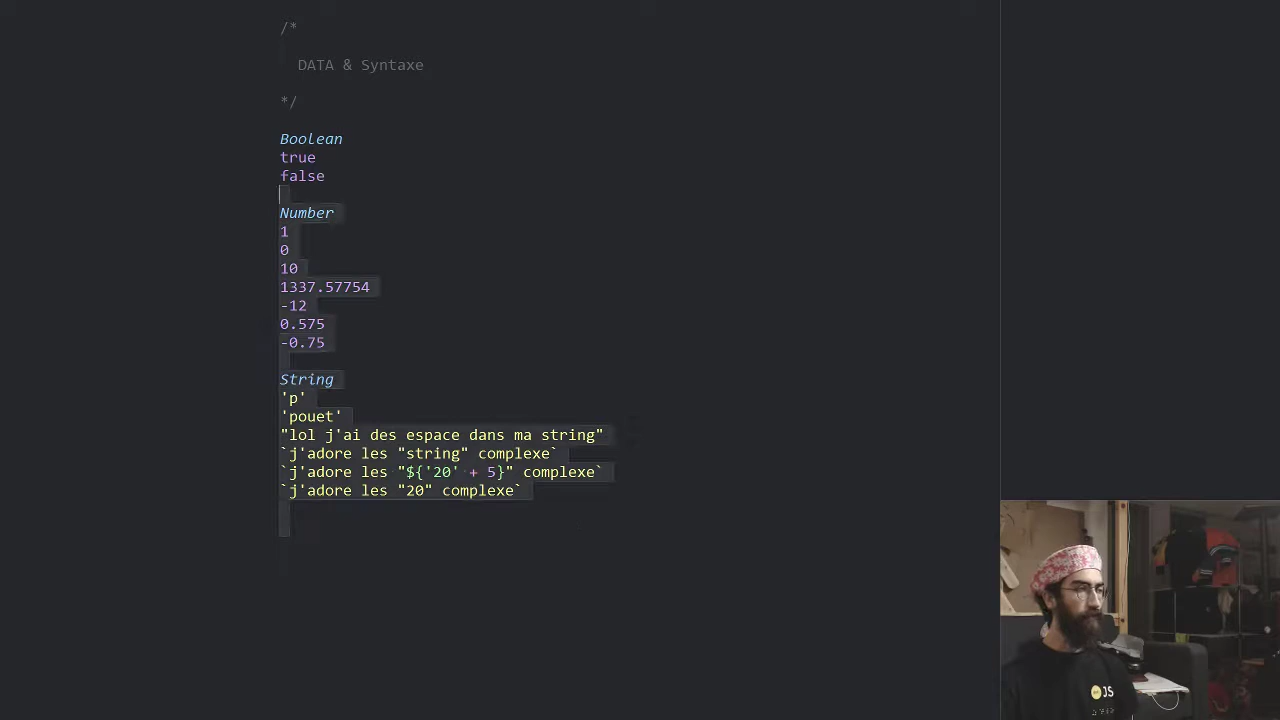 /*
DATA & Syntaxe
*/
Boolean
true
false
Number
1
0
10
1337.57754
-12
0.575
-0.75
String
'p'
'pouet'
"lol j'ai des espace dans ma string"
`j'adore les "string" complexe`
`j'adore les "${'20' + 5}" complexe`
`j'adore les "20" complexe`
JS